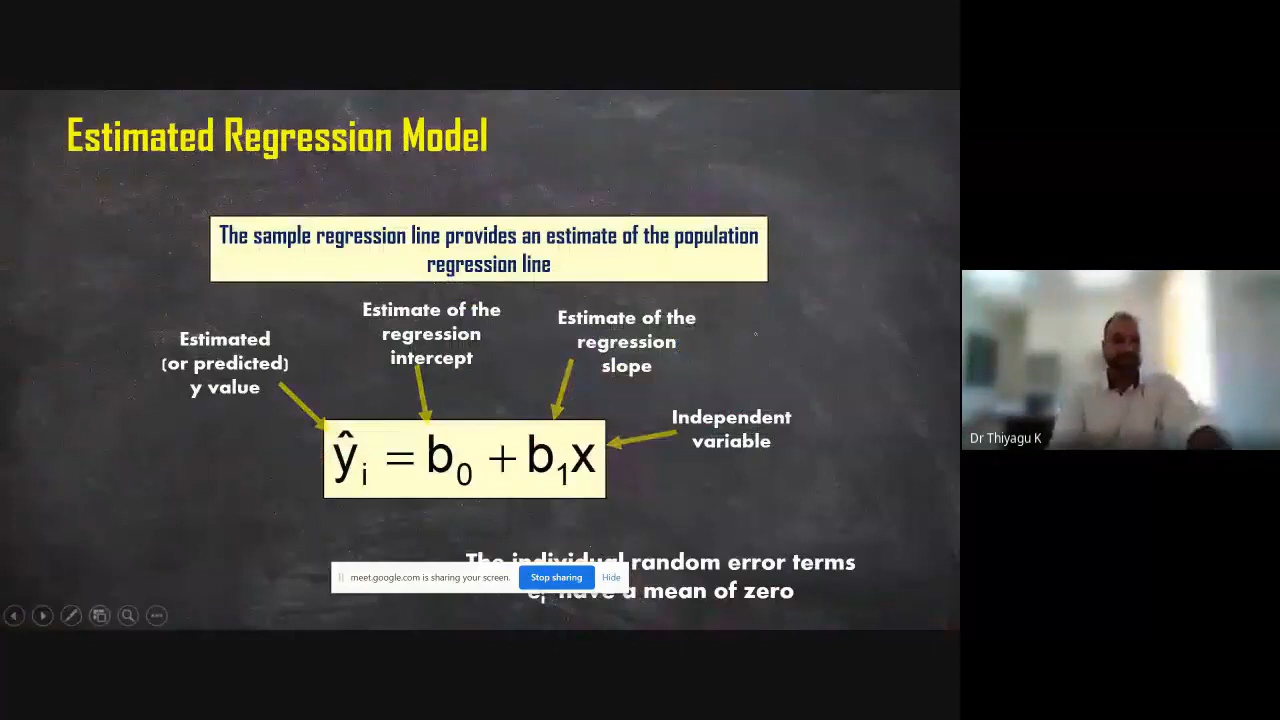 Estimated Regression Model
The sample regression line provides an estimate of the population
regression line
Estimated
(or predicted)
y value
Estimate of the
regression
intercept
Estimate of the
regression
slope
Independent
variable
ŷᵢ = b₀ + b₁x
The individual random error terms
eᵢ have a mean of zero
meet.google.com is sharing your screen.
Stop sharing
Hide
Dr Thiyagu K